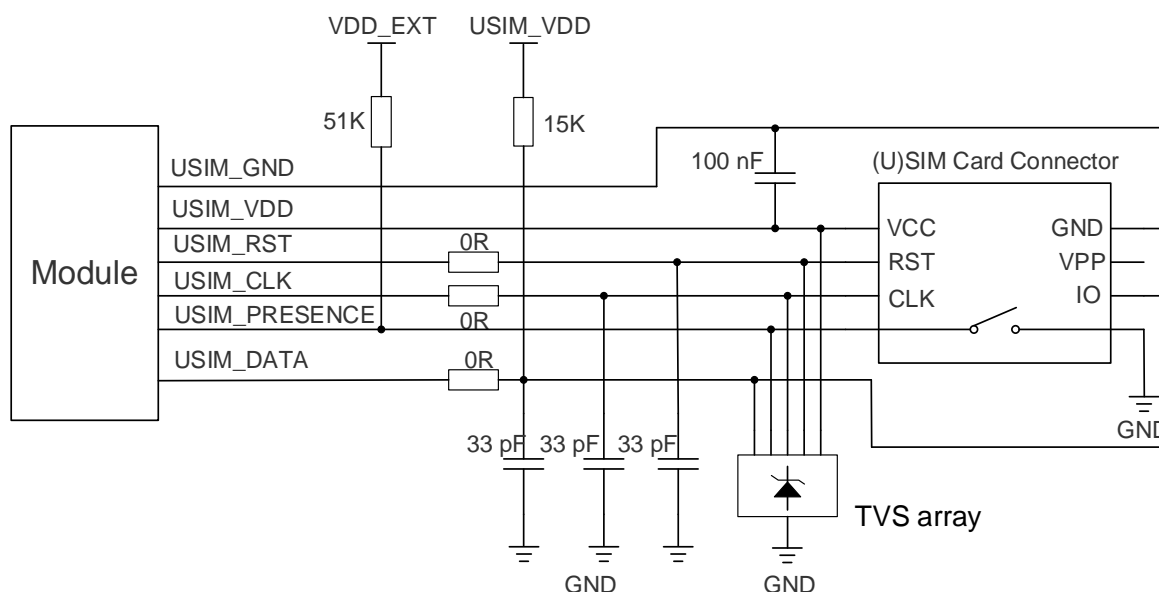 VDD_EXT USIM_VDD
51K 15K
Module
USIM_GND
USIM_VDD
USIM_RST
USIM_CLK
USIM_PRESENCE
USIM_DATA
0R
0R
0R
100 nF
(U)SIM Card Connector
VCC GND
RST VPP
CLK IO
GND
33 pF 33 pF 33 pF
TVS array
GND GND